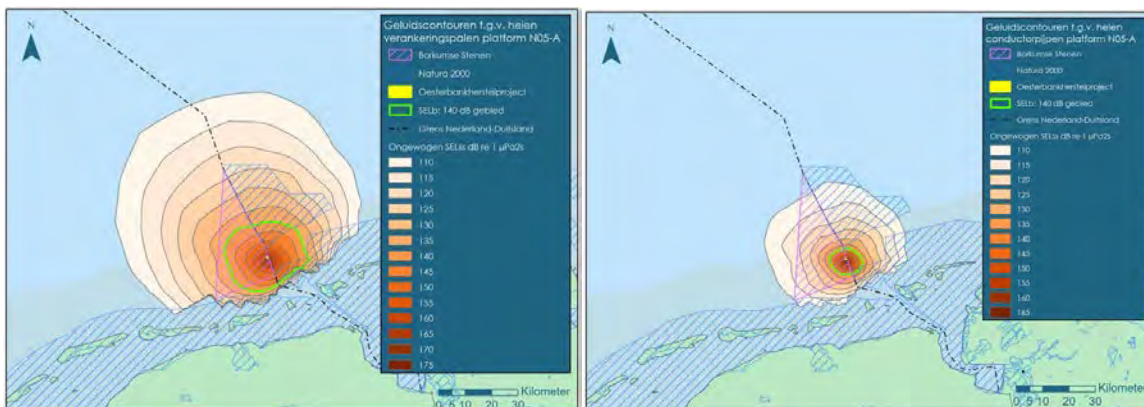 N
Geluidscontouren t.g.v. heien
verankeringspalen platform N05-A
Borkumse Stenen
Natura 2000
Oesterbankherstelproject
SELss 140 dB gebied
Grens Nederland-Duitsland
Ongewogen SELss dB re 1 µPa2s
110
115
120
125
130
135
140
145
150
155
160
165
170
175
Kilometer
0 5 10 20 30
N
Geluidscontouren t.g.v. heien
conductorpijpen platform N05-A
Borkumse Stenen
Natura 2000
Oesterbankherstelproject
SELss 140 dB gebied
Grens Nederland-Duitsland
Ongewogen SELss dB re 1 µPa2s
110
115
120
125
130
135
140
145
150
155
160
165
Kilometer
0 5 10 20 30